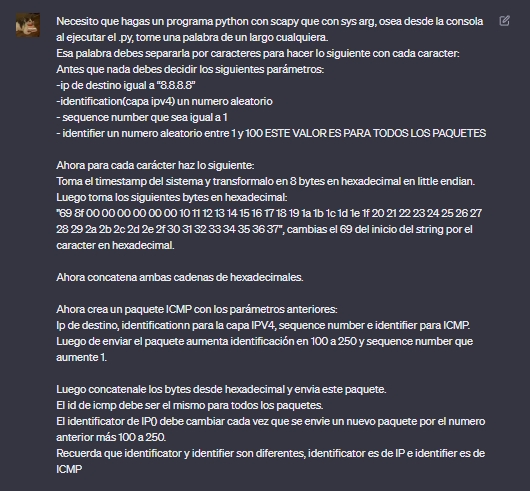 Necesito que hagas un programa python con scapy que con sys arg, osea desde la consola
al ejecutar el .py, tome una palabra de un largo cualquiera.
Esa palabra debes separarla por caracteres para hacer lo siguiente con cada caracter:
Antes que nada debes decidir los siguientes parámetros:
-ip de destino igual a "8.8.8.8"
-identification(capa ipv4) un numero aleatorio
- sequence number que sea igual a 1
- identifier un numero aleatorio entre 1 y 100 ESTE VALOR ES PARA TODOS LOS PAQUETES
Ahora para cada carácter haz lo siguiente:
Toma el timestamp del sistema y transformalo en 8 bytes en hexadecimal en little endian.
Luego toma los siguientes bytes en hexadecimal:
"69 8f 00 00 00 00 00 00 10 11 12 13 14 15 16 17 18 19 1a 1b 1c 1d 1e 1f 20 21 22 23 24 25 26 27
28 29 2a 2b 2c 2d 2e 2f 30 31 32 33 34 35 36 37", cambias el 69 del inicio del string por el
caracter en hexadecimal.
Ahora concatena ambas cadenas de hexadecimales.
Ahora crea un paquete ICMP con los parámetros anteriores:
Ip de destino, identificationn para la capa IPV4, sequence number e identifier para ICMP.
Luego de enviar el paquete aumenta identificación en 100 a 250 y sequence number que
aumente 1.
Luego concatenale los bytes desde hexadecimal y envia este paquete.
El id de icmp debe ser el mismo para todos los paquetes.
El identificator de IP() debe cambiar cada vez que se envie un nuevo paquete por el numero
anterior más 100 a 250.
Recuerda que identificator y identifier son diferentes, identificator es de IP e identifier es de
ICMP